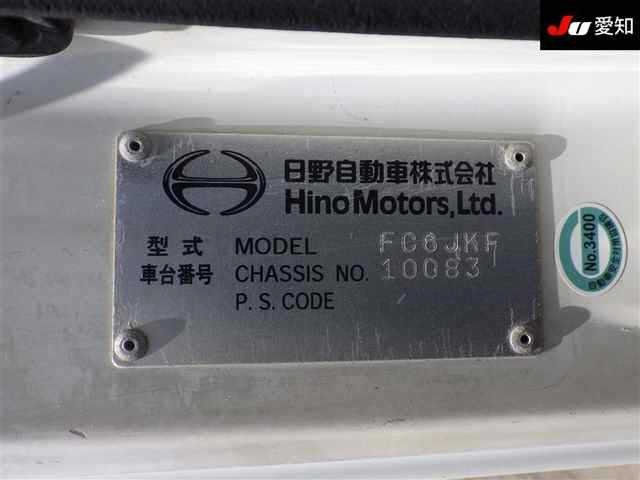 JU 愛知
日野自動車株式会社
Hino Motors, Ltd.
型式 MODEL FC6JKF
車台番号 CHASSIS NO. 10083
P. S. CODE
No.3400